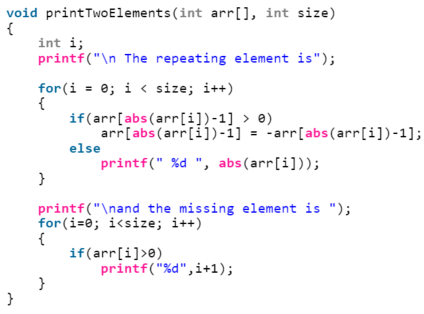 void printTwoElements(int arr[], int size)
{
    int i;
    printf("\n The repeating element is");

    for(i = 0; i < size; i++)
    {
        if(arr[abs(arr[i])-1] > 0)
            arr[abs(arr[i])-1] = -arr[abs(arr[i])-1];
        else
            printf(" %d ", abs(arr[i]));
    }

    printf("\nand the missing element is ");
    for(i=0; i<size; i++)
    {
        if(arr[i]>0)
            printf("%d",i+1);
    }
}